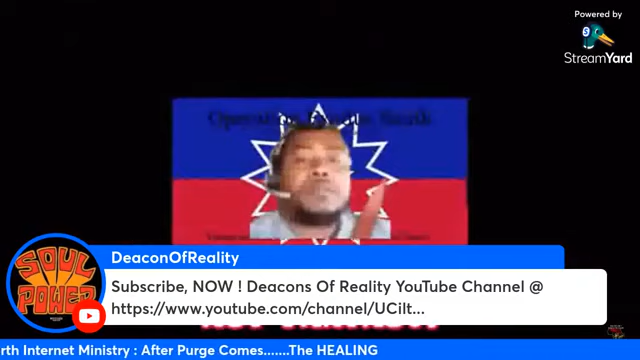 Powered by
StreamYard
SOUL
POWER
DeaconOfReality
Subscribe, NOW ! Deacons Of Reality YouTube Channel @
https://www.youtube.com/channel/UCilt...
rth Internet Ministry : After Purge Comes.......The HEALING